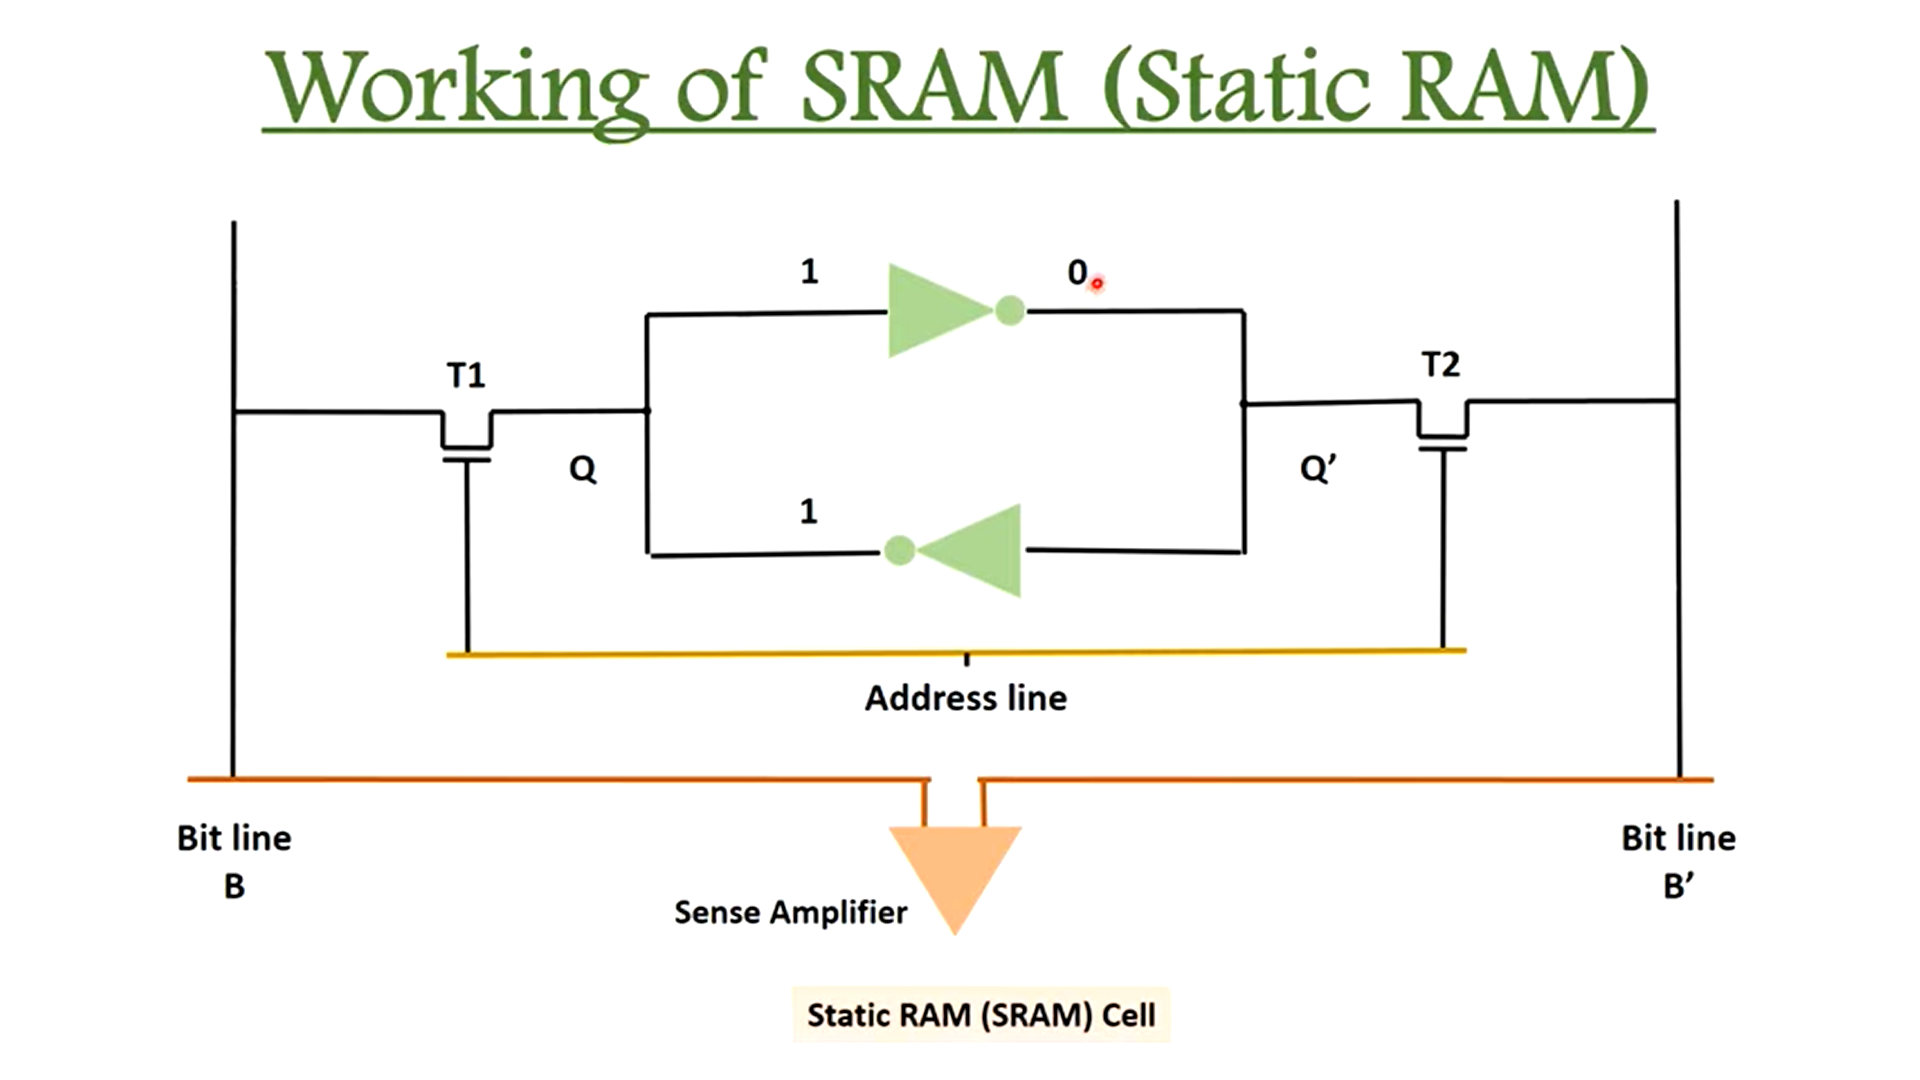 Working of SRAM (Static RAM)
1
0
T1
T2
Q
Q’
1
Address line
Bit line
B
Bit line
B’
Sense Amplifier
Static RAM (SRAM) Cell